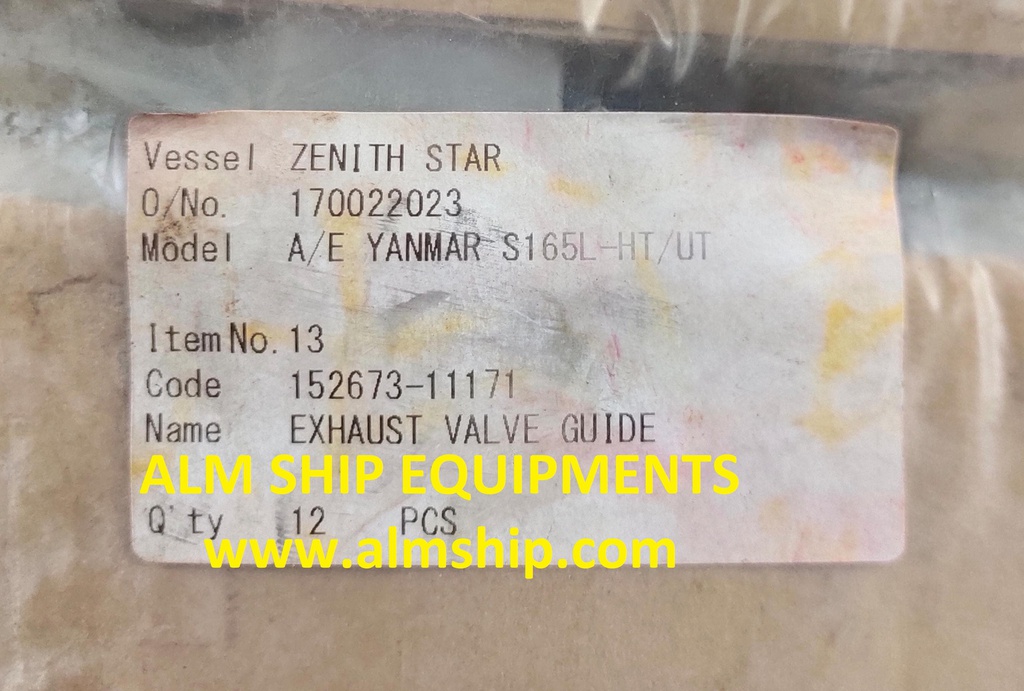 Vessel ZENITH STAR
O/No. 170022023
Model A/E YANMAR S165L-HT/UT
Item No. 13
Code 152673-11171
Name EXHAUST VALVE GUIDE
ALM SHIP EQUIPMENTS
Q'ty 12 PCS
www.almship.com